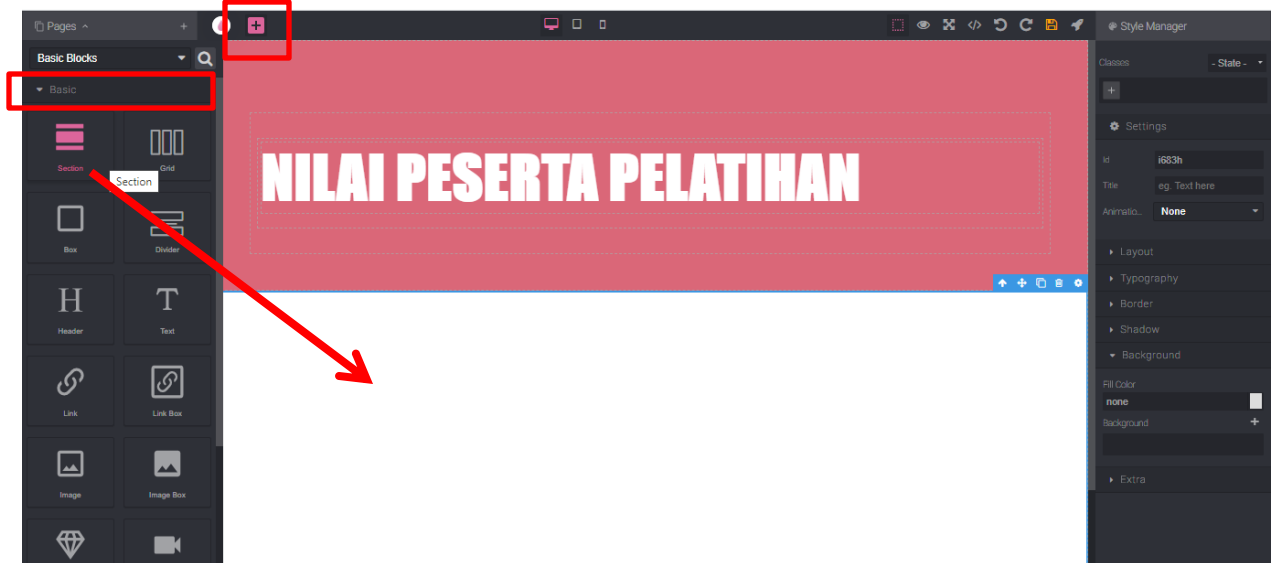 Pages
Style Manager
Basic Blocks
Classes
- State -
Basic
Settings
Section
Grid
Section
Id
i683h
NILAI PESERTA PELATIHAN
Title
eg. Text here
Animatio...
None
Box
Divider
Layout
Typography
Header
Text
Border
Shadow
Background
Fill Color
none
Link
Link Box
Background
Extra
Image
Image Box